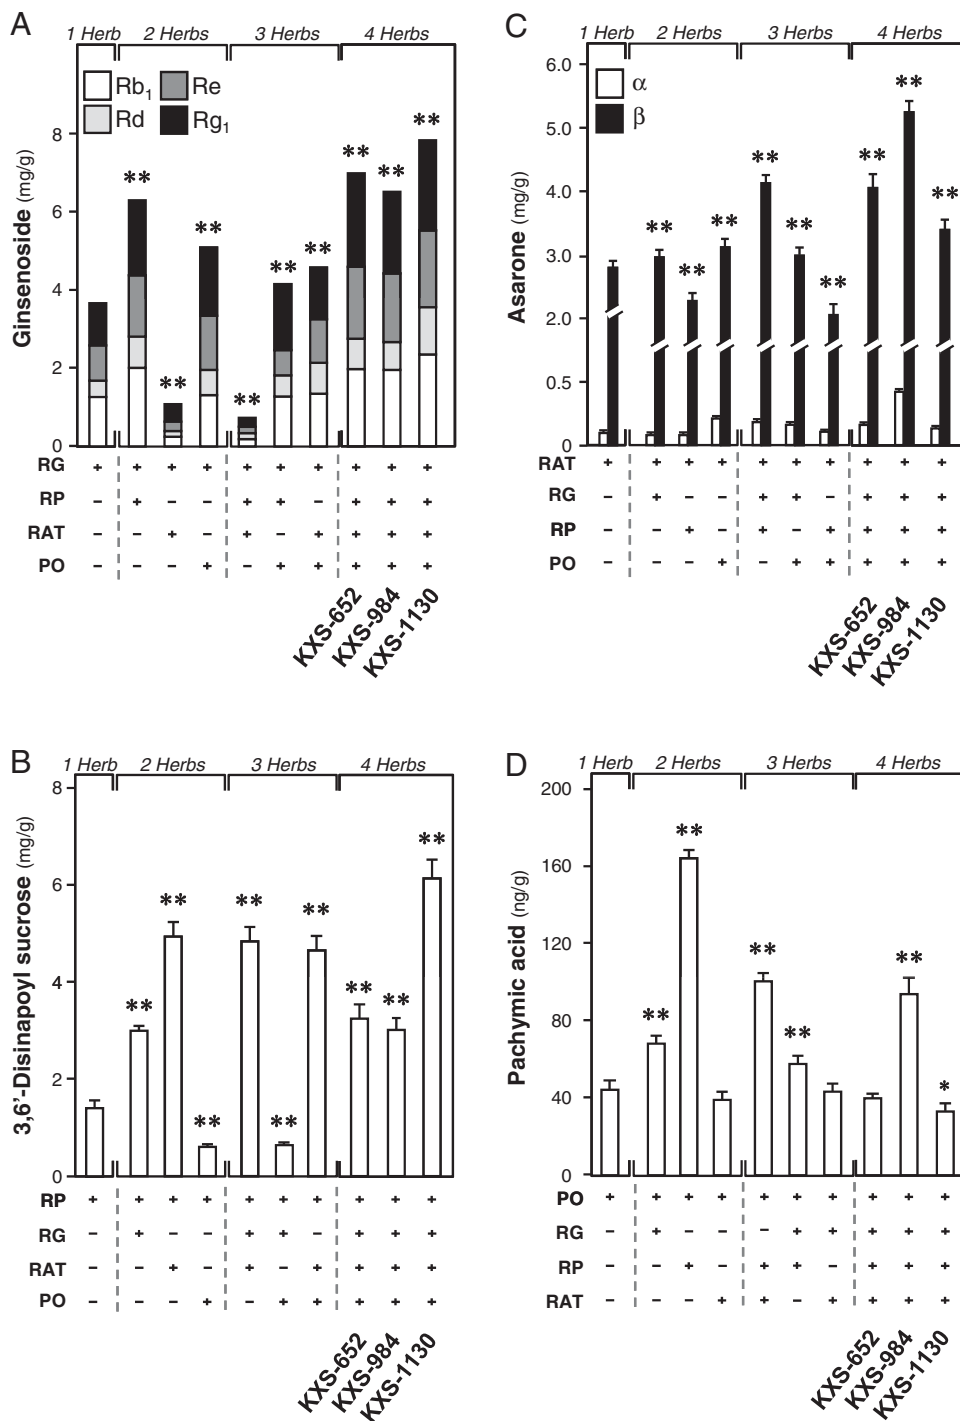 A
1 Herb 2 Herbs 3 Herbs 4 Herbs
Rb1 Re
Rd Rg1
Ginsenoside (mg/g)
8
6
4
2
0
** ** ** ** ** ** ** ** **
RG + + + + + + + + + +
RP – + – – + + – + + +
RAT – – + – + – + + + +
PO – – – + – + + + + +
KXS-652
KXS-984
KXS-1130
C
1 Herb 2 Herbs 3 Herbs 4 Herbs
α
β
Asarone (mg/g)
6.0
5.0
4.0
3.0
2.0
0.5
0
** ** ** ** ** ** ** ** **
RAT + + + + + + + + + +
RG – + – – + + – + + +
RP – – + – + – + + + +
PO – – – + – + + + + +
KXS-652
KXS-984
KXS-1130
B
1 Herb 2 Herbs 3 Herbs 4 Herbs
3,6’-Disinapoyl sucrose (mg/g)
8
6
4
2
0
** ** ** ** ** ** ** ** **
RP + + + + + + + + + +
RG – + – – + + – + + +
RAT – – + – + – + + + +
PO – – – + – + + + + +
KXS-652
KXS-984
KXS-1130
D
1 Herb 2 Herbs 3 Herbs 4 Herbs
Pachymic acid (ng/g)
200
160
120
80
40
0
** ** ** ** ** *
PO + + + + + + + + + +
RG – + – – – + + + + +
RP – – + – + + – + + +
RAT – – – + + – + + + +
KXS-652
KXS-984
KXS-1130